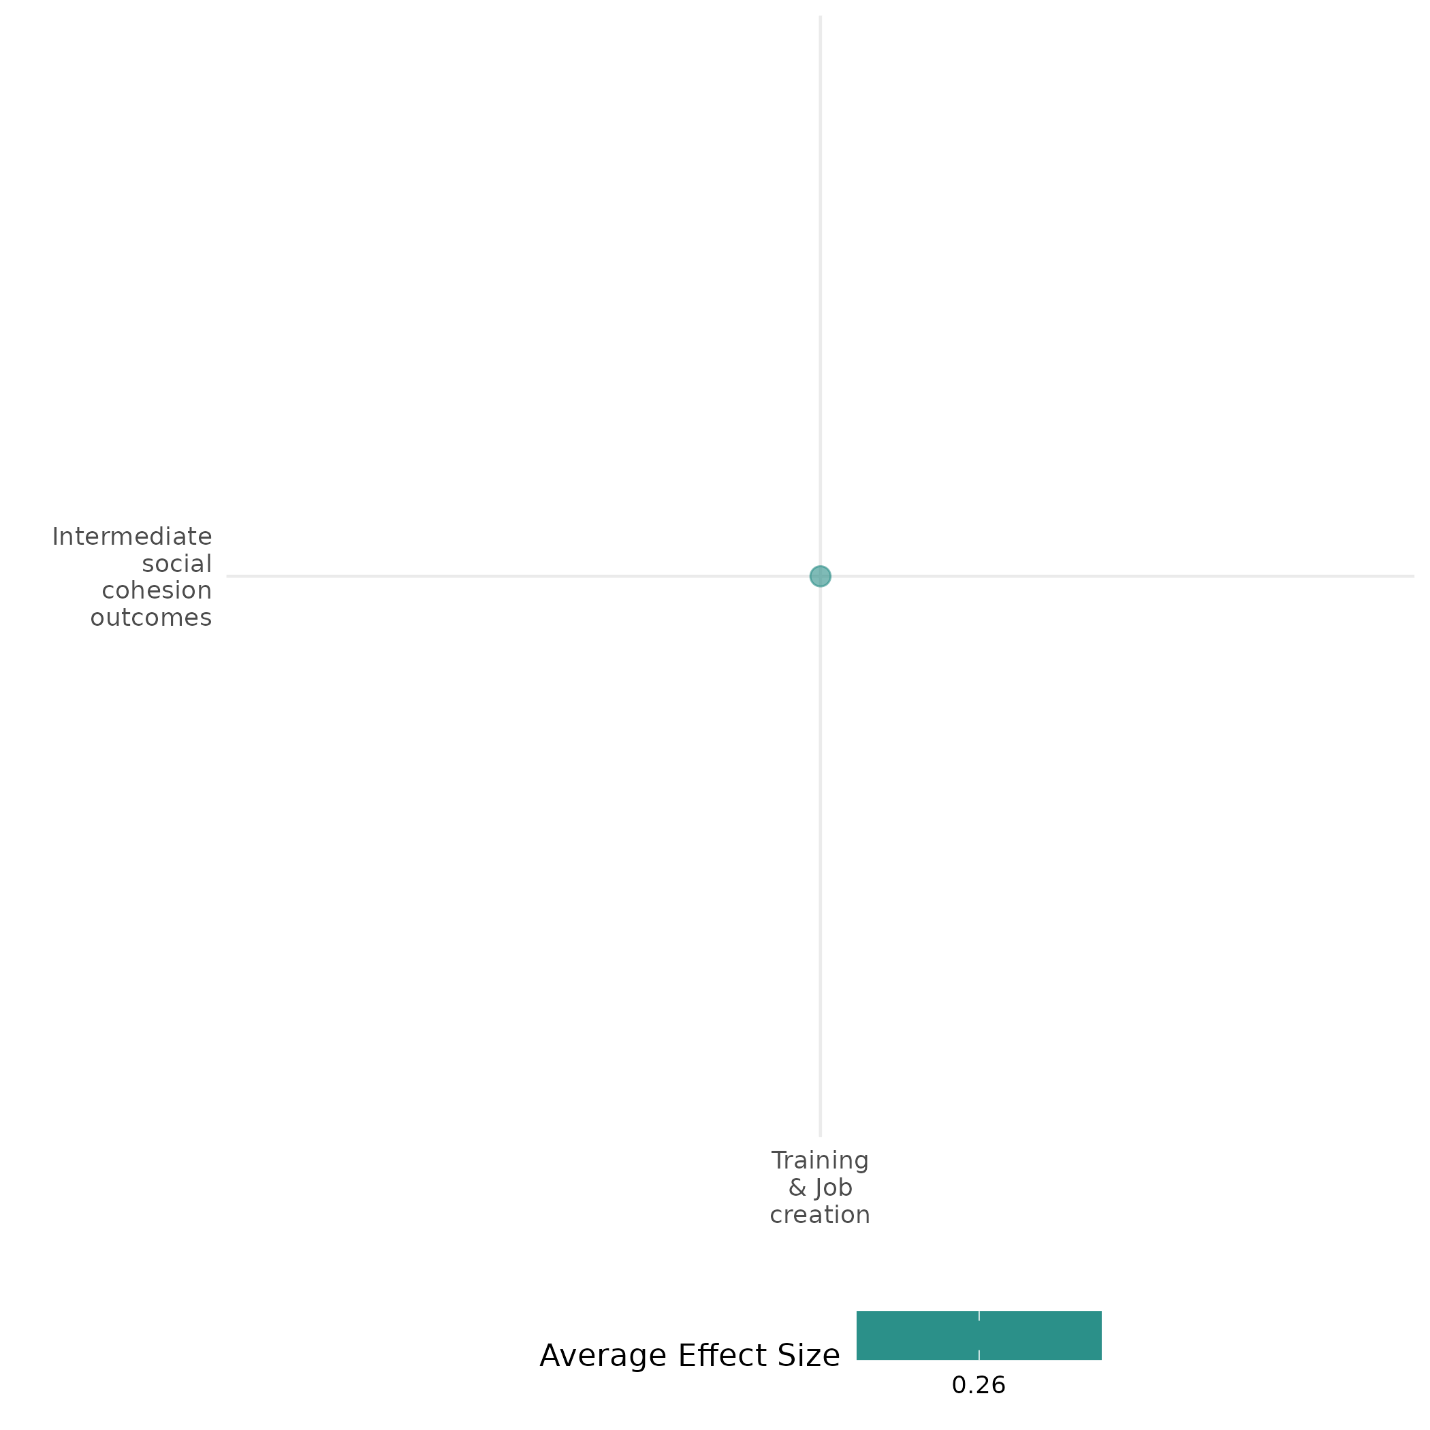 Intermediate
social
cohesion
outcomes
Training
& Job
creation
Average Effect Size
0.26